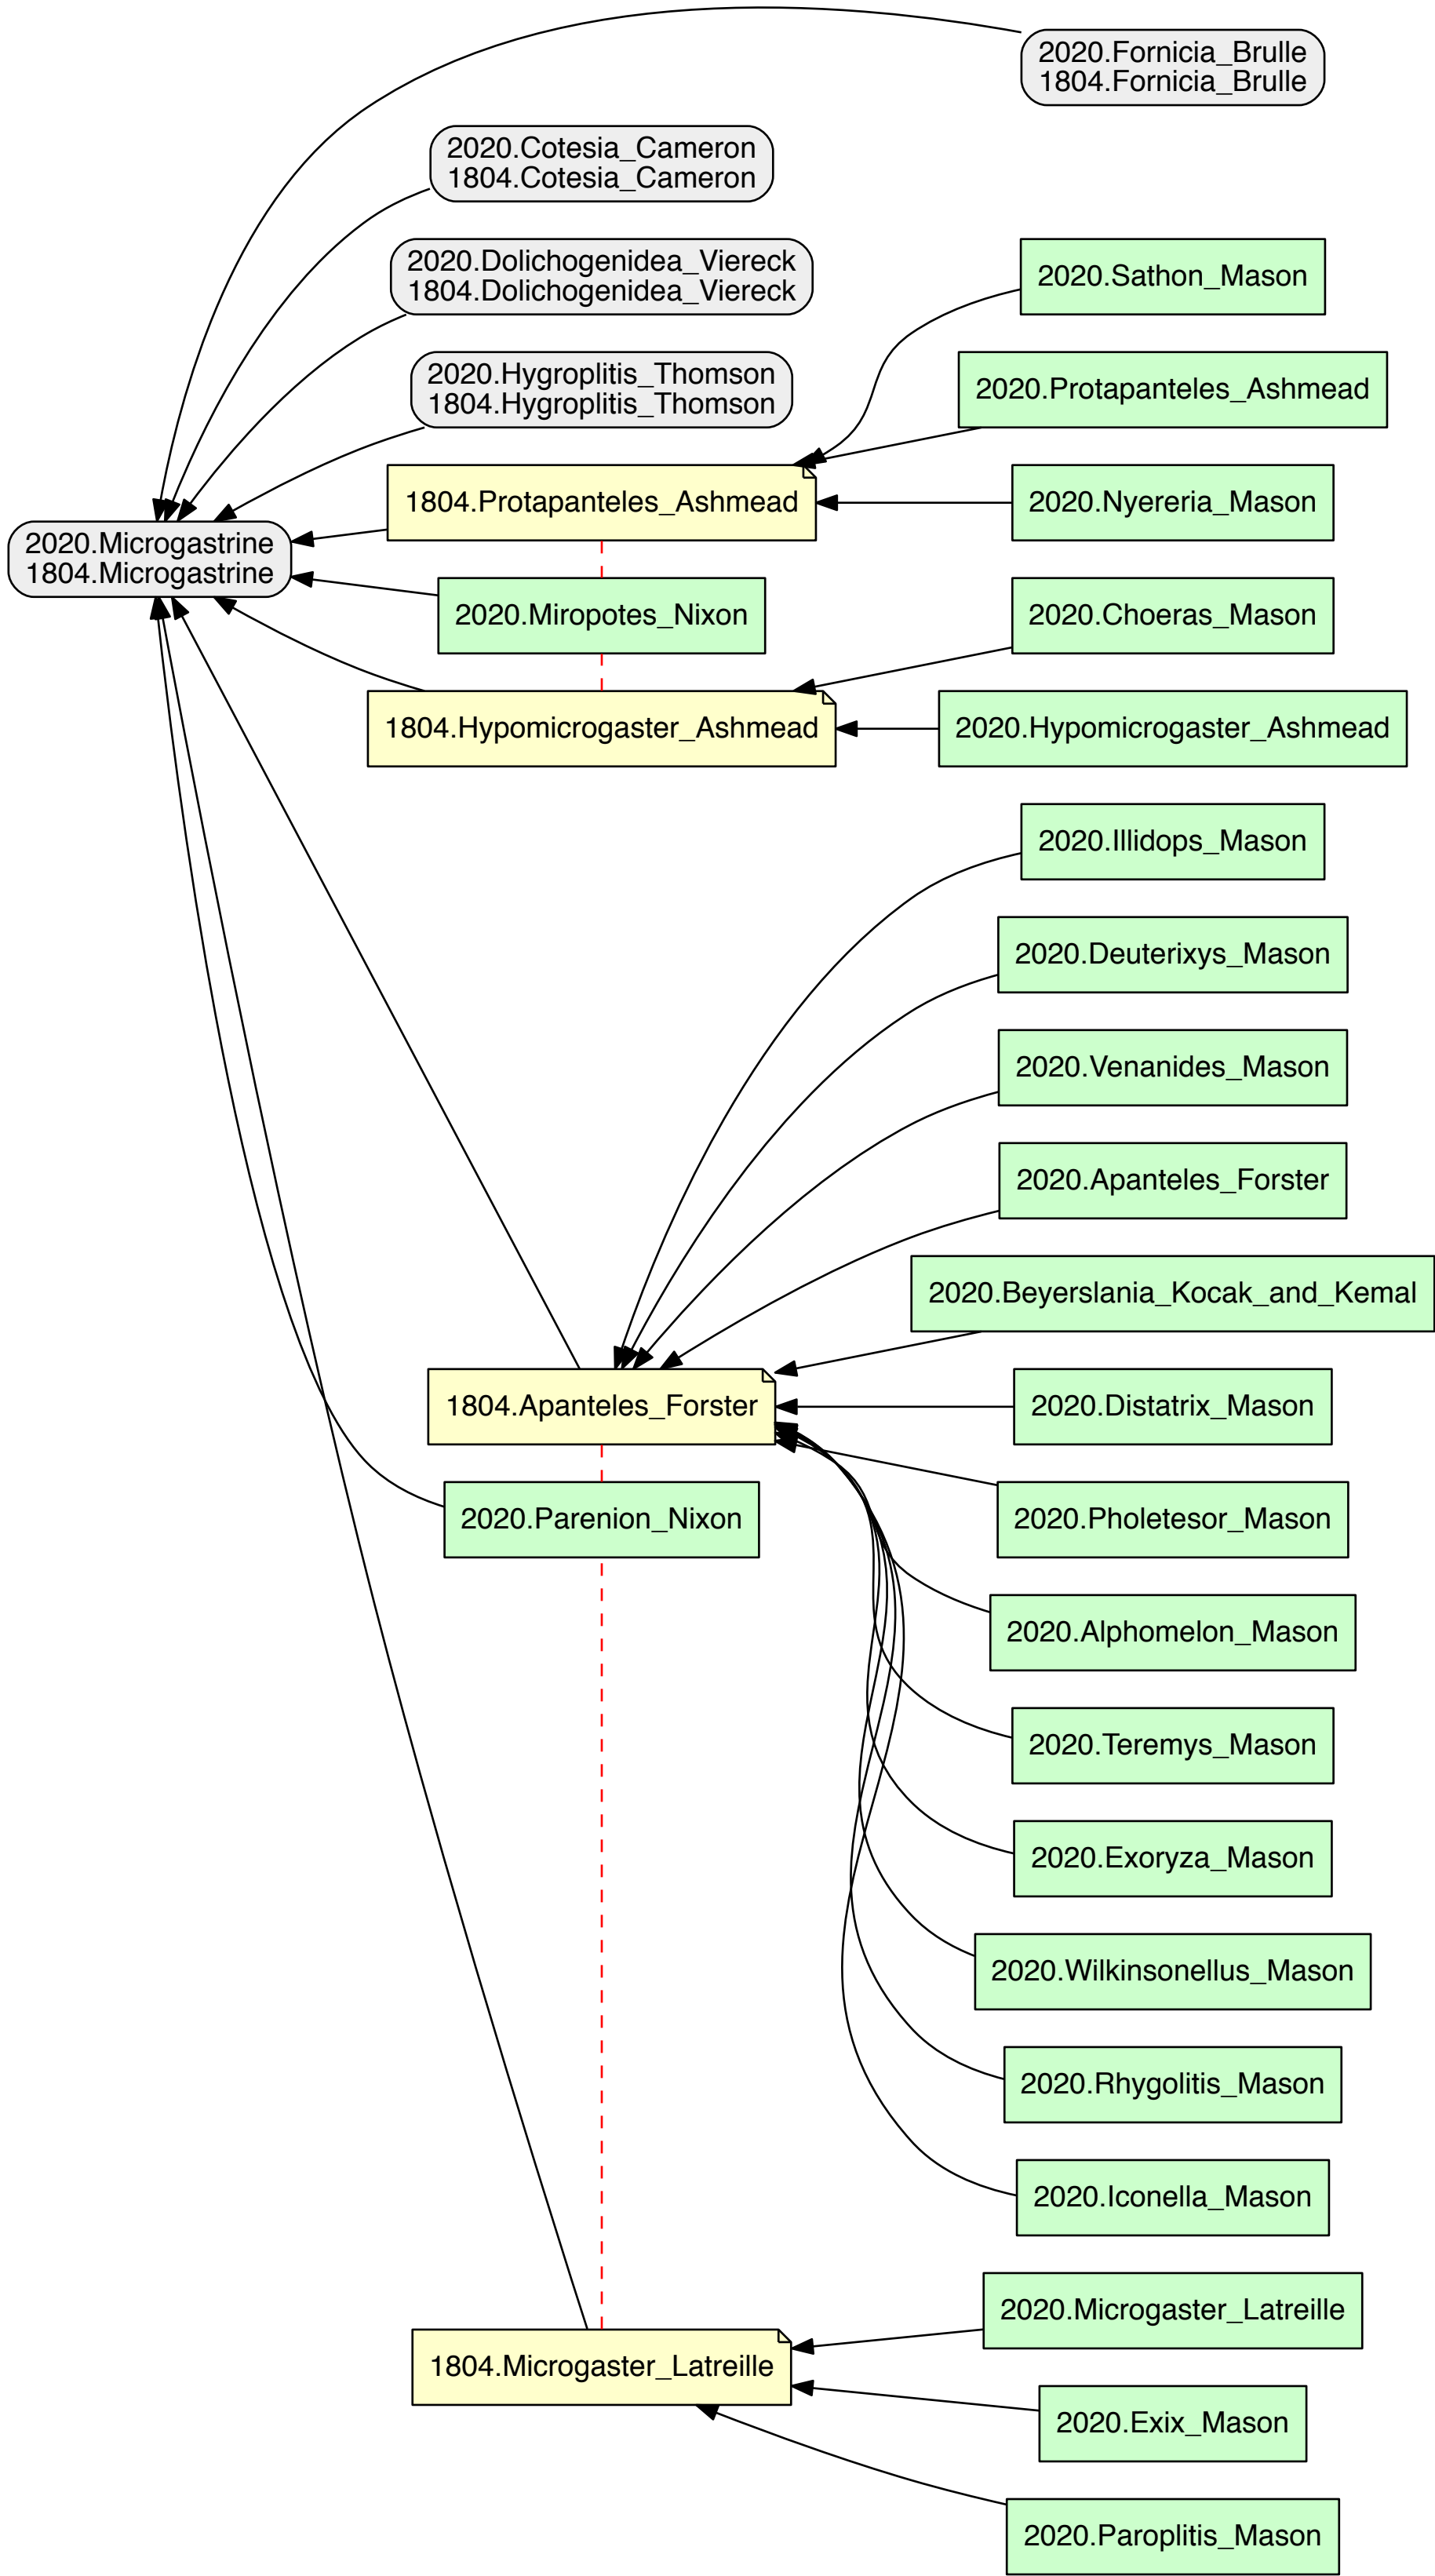 2020.Fornicia_Brulle
1804.Fornicia_Brulle
2020.Cotesia_Cameron
1804.Cotesia_Cameron
2020.Dolichogenidea_Viereck
1804.Dolichogenidea_Viereck
2020.Sathon_Mason
2020.Hygroplitis_Thomson
1804.Hygroplitis_Thomson
2020.Protapanteles_Ashmead
1804.Protapanteles_Ashmead
2020.Nyereria_Mason
2020.Microgastrine
1804.Microgastrine
2020.Miropotes_Nixon
2020.Choeras_Mason
1804.Hypomicrogaster_Ashmead
2020.Hypomicrogaster_Ashmead
2020.Illidops_Mason
2020.Deuterixys_Mason
2020.Venanides_Mason
2020.Apanteles_Forster
2020.Beyerslania_Kocak_and_Kemal
1804.Apanteles_Forster
2020.Distatrix_Mason
2020.Parenion_Nixon
2020.Pholetesor_Mason
2020.Alphomelon_Mason
2020.Teremys_Mason
2020.Exoryza_Mason
2020.Wilkinsonellus_Mason
2020.Rhygolitis_Mason
2020.Iconella_Mason
2020.Microgaster_Latreille
1804.Microgaster_Latreille
2020.Exix_Mason
2020.Paroplitis_Mason